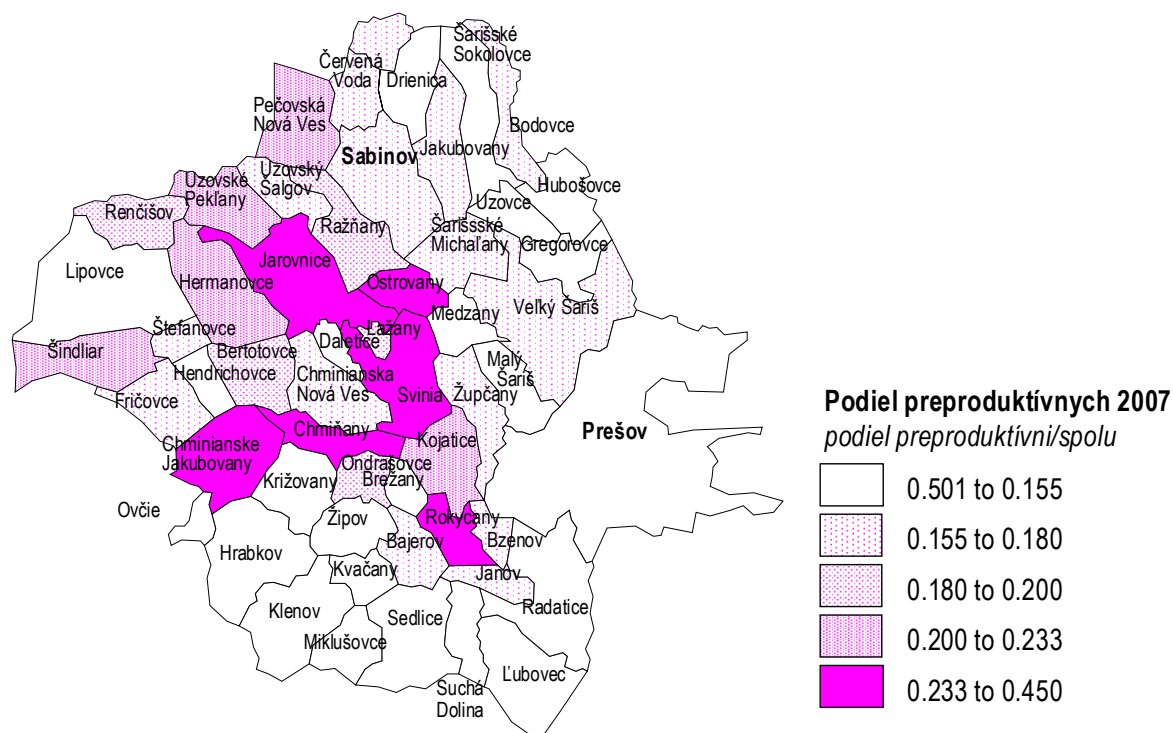 Šarišské
Sokolovce
Červená
Voda
Drienica
Pečovská
Nová Ves
Bodovce
Sabinov
Jakubovany
Uzovský
Šalgov
Hubošovce
Uzovské
Pekľany
Uzovce
Renčišov
Ražňany
Šarišsské
Michaľany
Gregorovce
Lipovce
Jarovnice
Hermanovce
Ostrovany
Medzany
Veľký Šariš
Štefanovce
Lažany
Daletice
Šindliar
Bertotovce
Malý
Šariš
Hendrichovce
Chminianska
Nová Ves
Svinia
Župčany
Fričovce
Chmiňany
Prešov
Kojatice
Chminianske
Jakubovany
Ondrašovce
Brežany
Križovany
Ovčie
Žipov
Rokycany
Bajerov
Bzenov
Hrabkov
Kvačany
Janov
Radatice
Klenov
Sedlice
Miklušovce
Ľubovec
Suchá
Dolina
Podiel preproduktívnych 2007
podiel preproduktívni/spolu
0.501 to 0.155
0.155 to 0.180
0.180 to 0.200
0.200 to 0.233
0.233 to 0.450